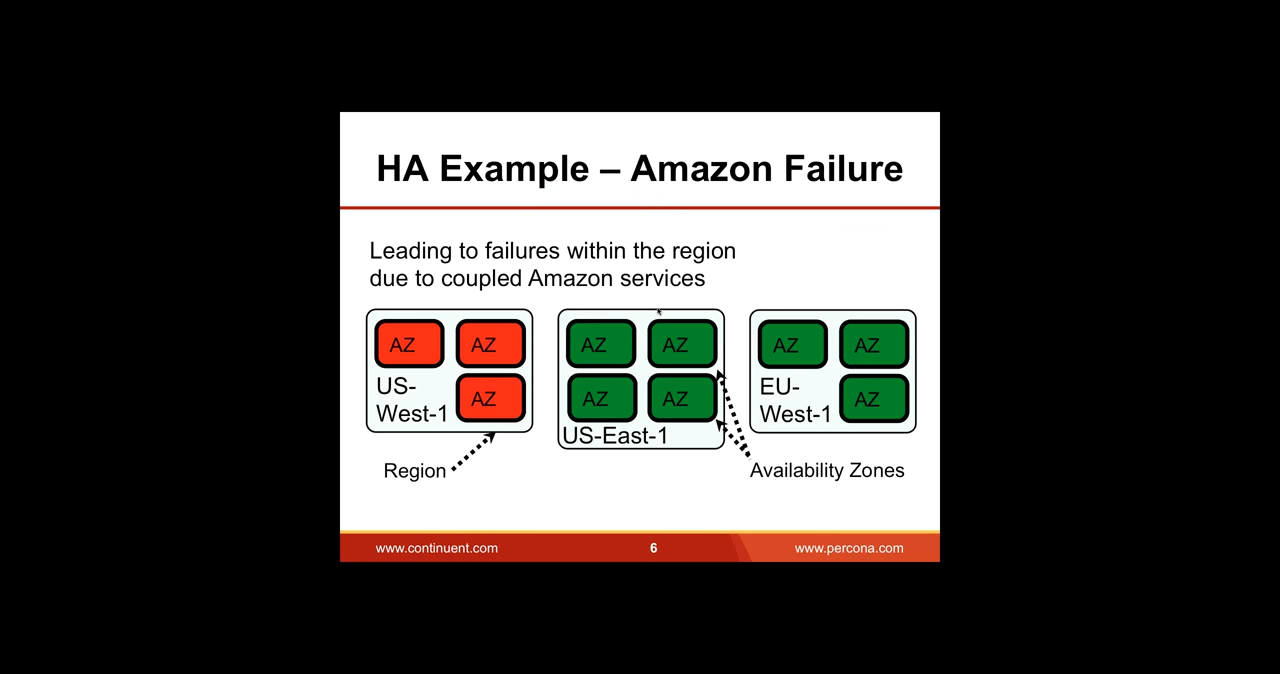 HA Example – Amazon Failure
Leading to failures within the region
due to coupled Amazon services
AZ AZ
US- AZ
West-1
AZ AZ
AZ AZ
US-East-1
AZ AZ
EU- AZ
West-1
Region
Availability Zones
www.continuent.com 6 www.percona.com